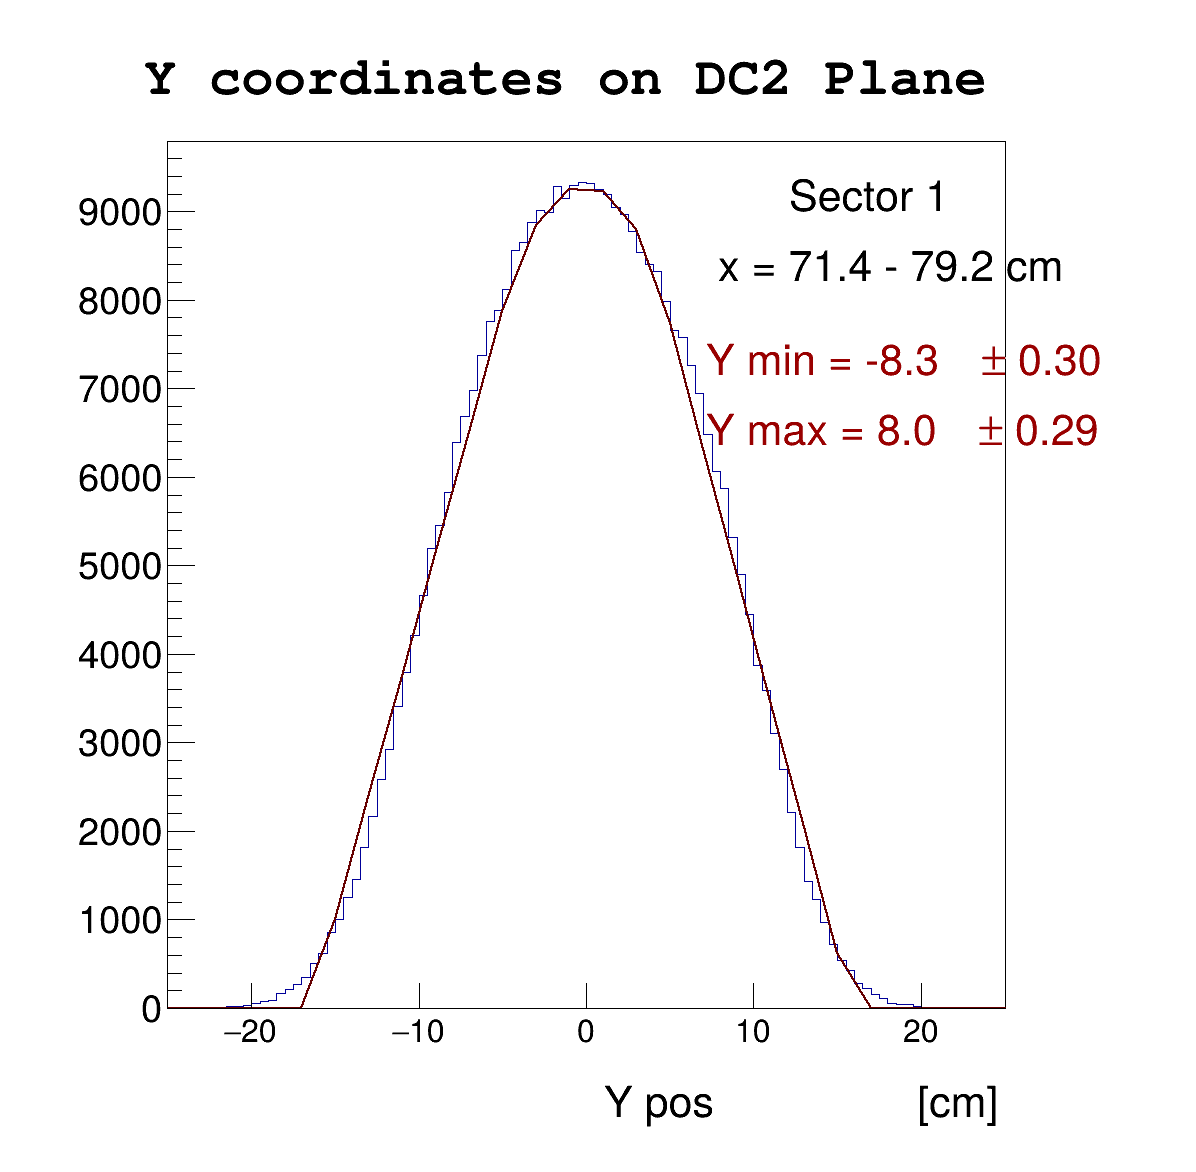 Y coordinates on DC2 Plane
Sector 1
x = 71.4 - 79.2 cm
Y min = -8.3 ± 0.30
Y max = 8.0 ± 0.29
9000
8000
7000
6000
5000
4000
3000
2000
1000
0
−20 −10 0 10 20
Y pos [cm]